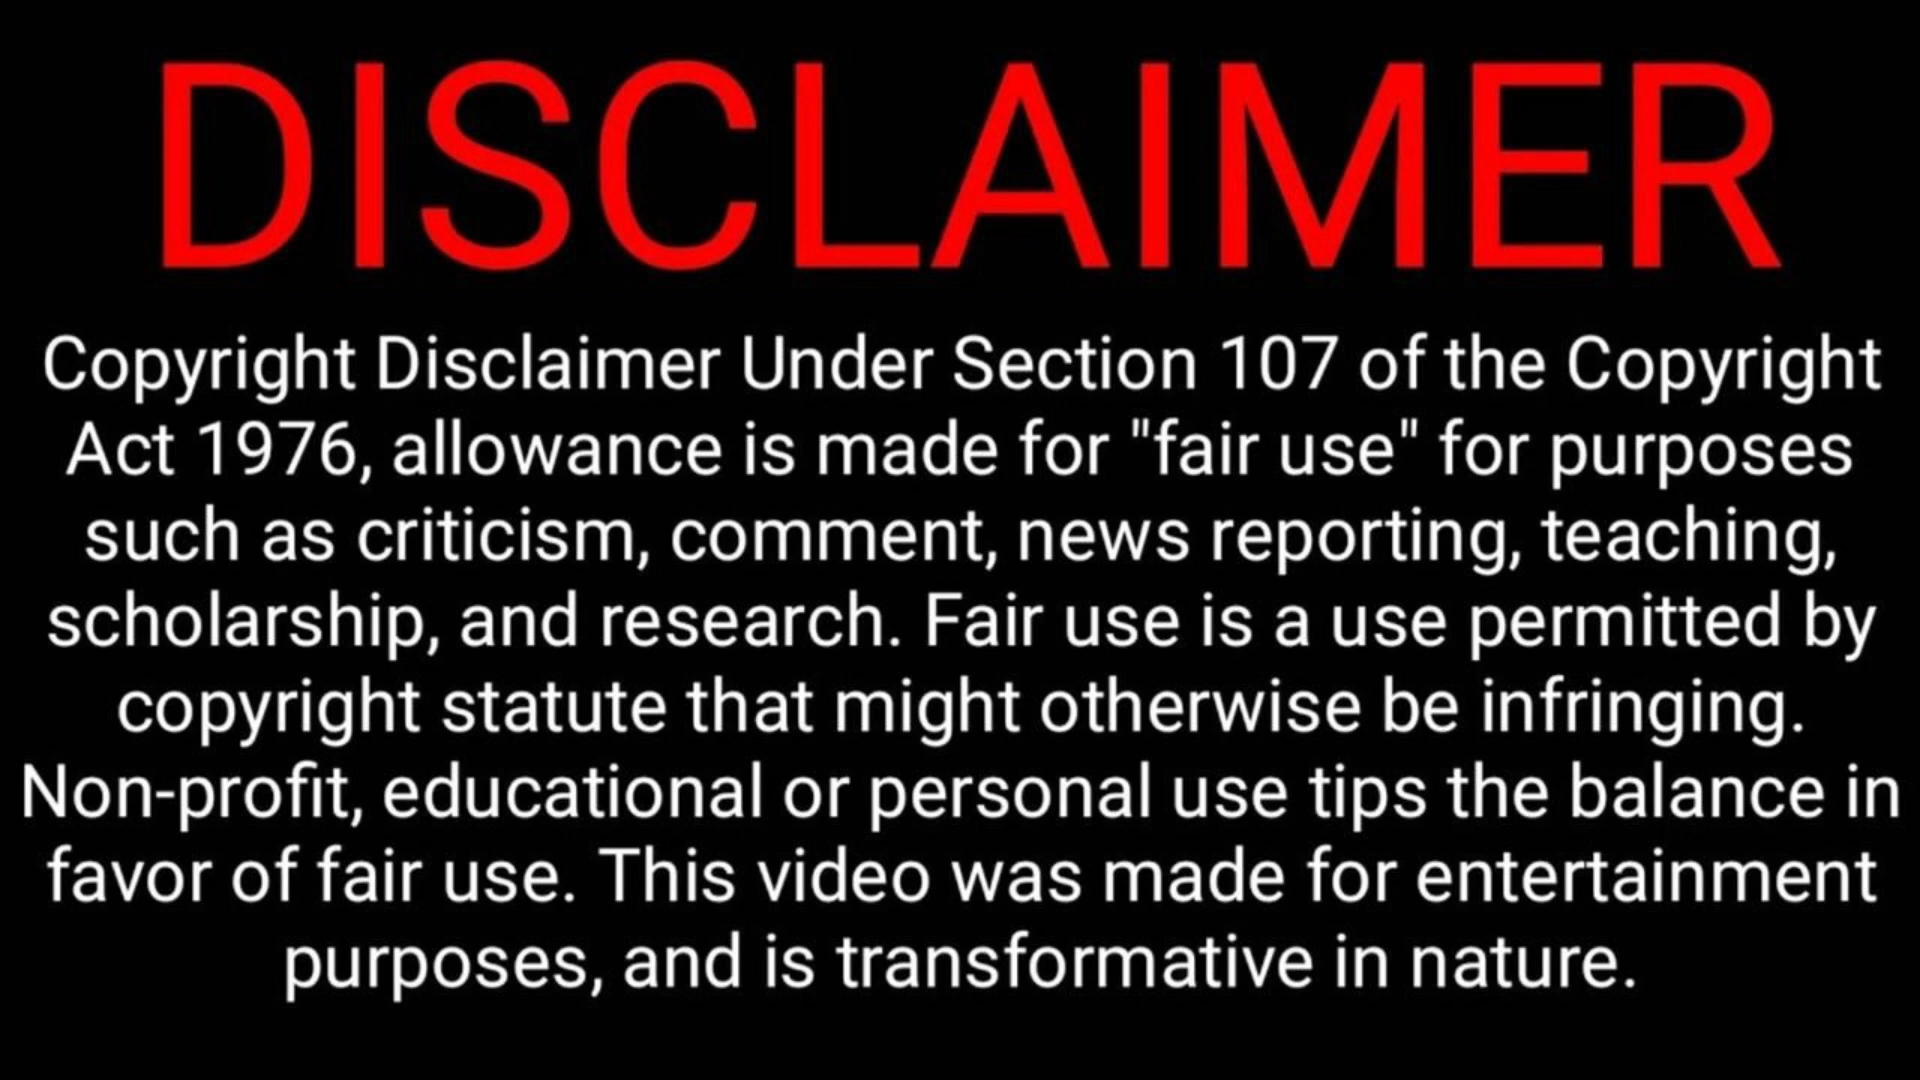 DISCLAIMER
Copyright Disclaimer Under Section 107 of the Copyright
Act 1976, allowance is made for "fair use" for purposes
such as criticism, comment, news reporting, teaching,
scholarship, and research. Fair use is a use permitted by
copyright statute that might otherwise be infringing.
Non-profit, educational or personal use tips the balance in
favor of fair use. This video was made for entertainment
purposes, and is transformative in nature.